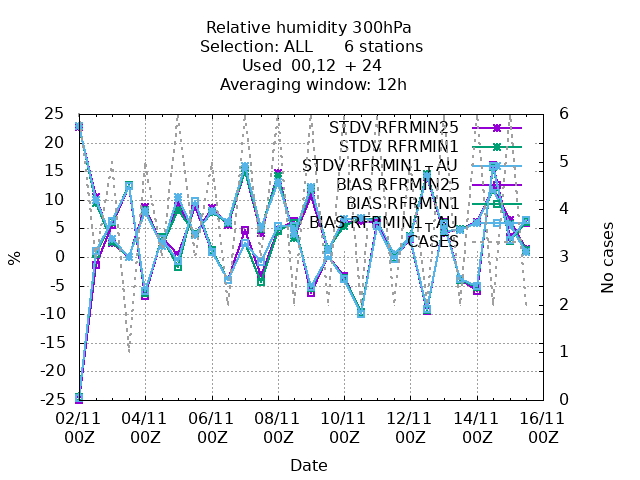 Relative humidity 300hPa
Selection: ALL 6 stations
Used 00,12 + 24
Averaging window: 12h
25
20
15
10
5
0
-5
-10
-15
-20
-25
%
6
5
4
3
2
1
0
No cases
STDV RFRMIN25
STDV RFRMIN1
STDV RFRMIN1_AU
BIAS RFRMIN25
BIAS RFRMIN1
BIAS RFRMIN1_AU
CASES
02/11 04/11 06/11 08/11 10/11 12/11 14/11 16/11
00Z 00Z 00Z 00Z 00Z 00Z 00Z 00Z
Date